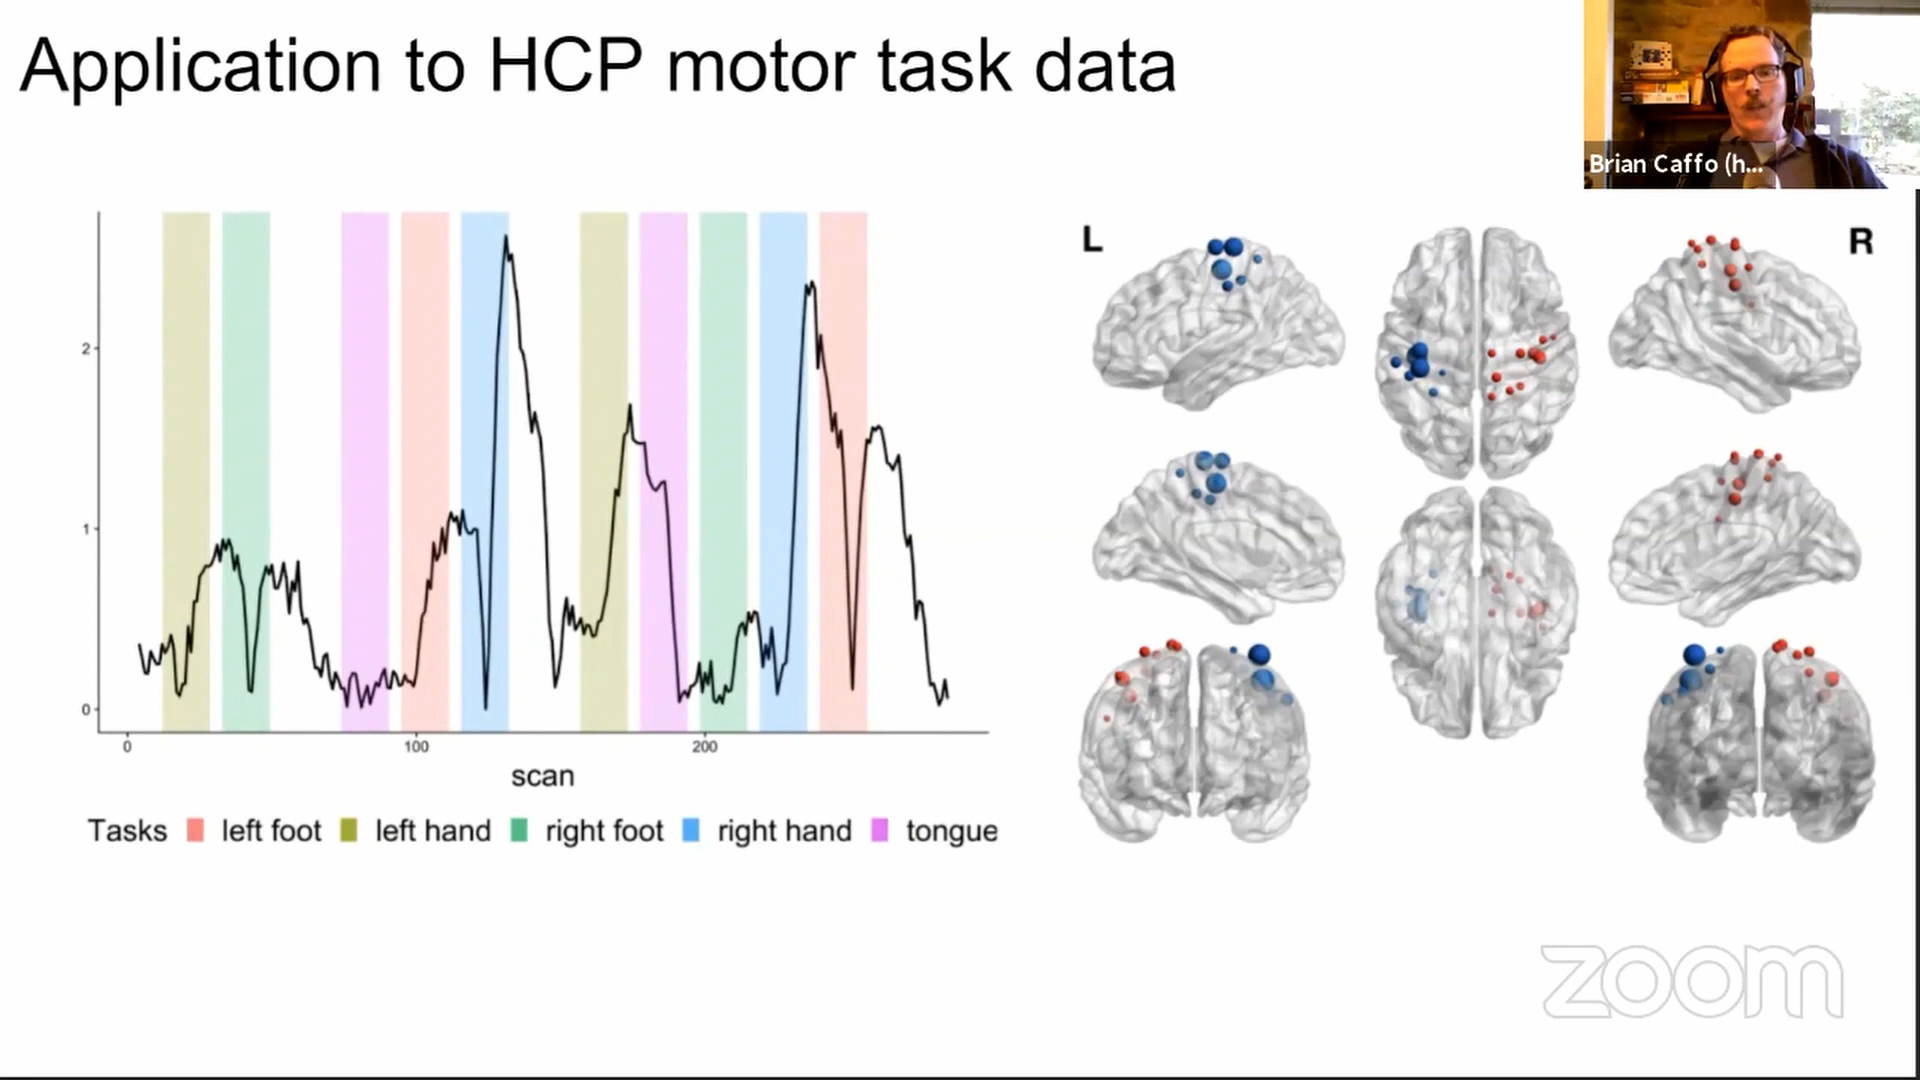 Application to HCP motor task data
Brian Caffo (h...
L
R
2
1
0
0 100 200
scan
Tasks left foot left hand right foot right hand tongue
zoom